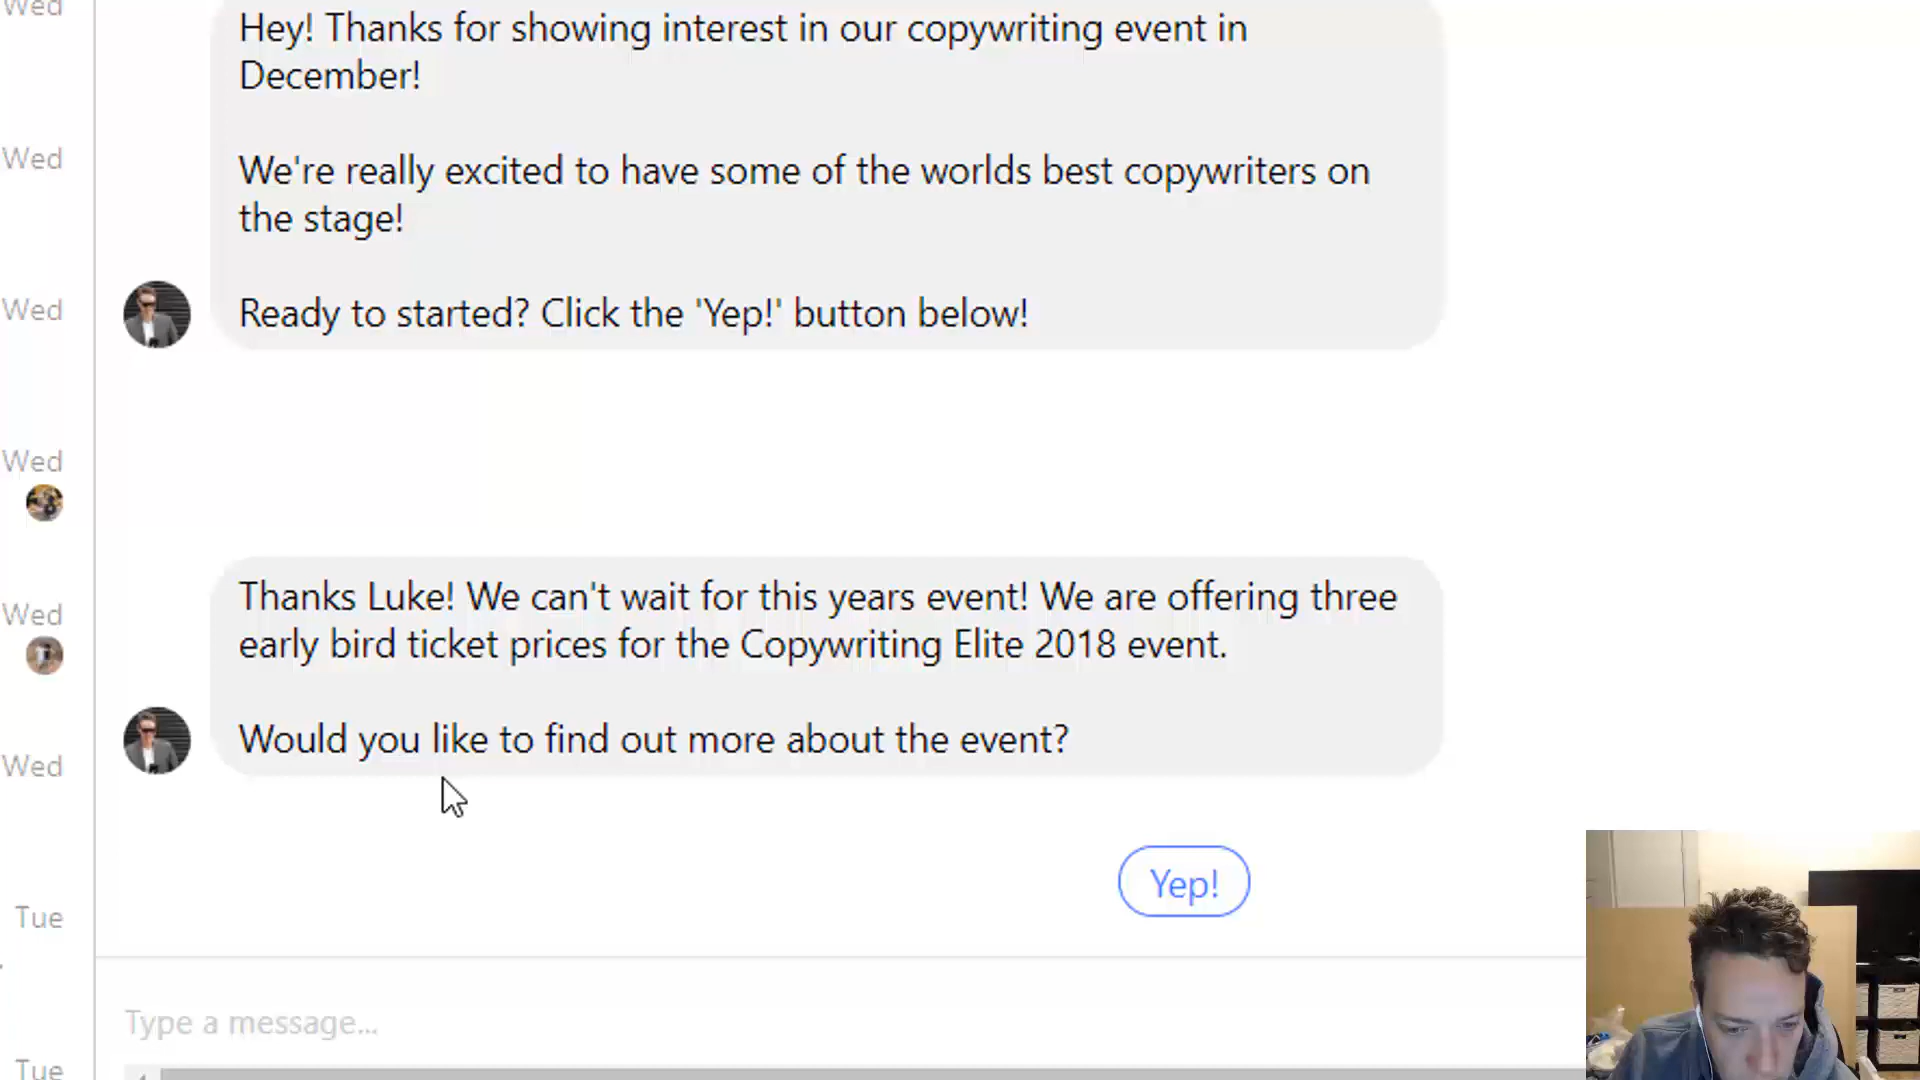 Wed
Hey! Thanks for showing interest in our copywriting event in
December!
Wed
We're really excited to have some of the worlds best copywriters on
the stage!
Wed
Ready to started? Click the 'Yep!' button below!
Wed
Thanks Luke! We can't wait for this years event! We are offering three
Wed
early bird ticket prices for the Copywriting Elite 2018 event.
Would you like to find out more about the event?
Wed
Yep!
Tue
Type a message...
Tue